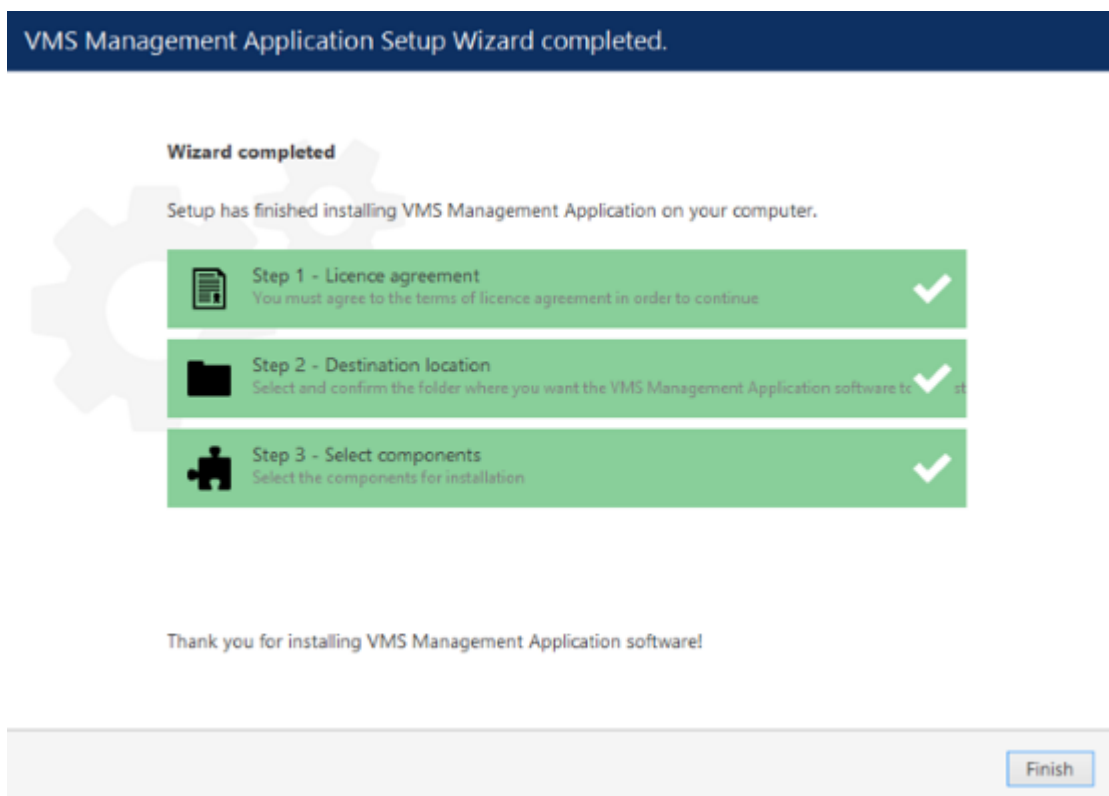 VMS Management Application Setup Wizard completed.
Wizard completed
Setup has finished installing VMS Management Application on your computer.
Step 1 - Licence agreement
You must agree to the terms of licence agreement in order to continue
Step 2 - Destination location
Select and confirm the folder where you want the VMS Management Application software
Step 3 - Select components
Select the components for installation
Thank you for installing VMS Management Application software!
Finish